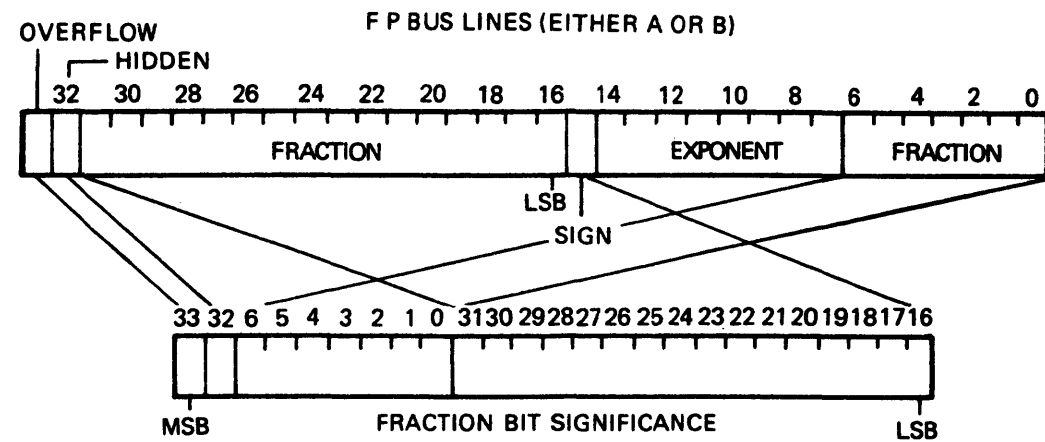 F P BUS LINES (EITHER A OR B)
OVERFLOW
HIDDEN
32 30 28 26 24 22 20 18 16 14 12 10 8 6 4 2 0
FRACTION EXPONENT FRACTION
LSB
SIGN
33 32 6 5 4 3 2 1 0 31 30 29 28 27 26 25 24 23 22 21 20 19 18 17 16
MSB FRACTION BIT SIGNIFICANCE LSB